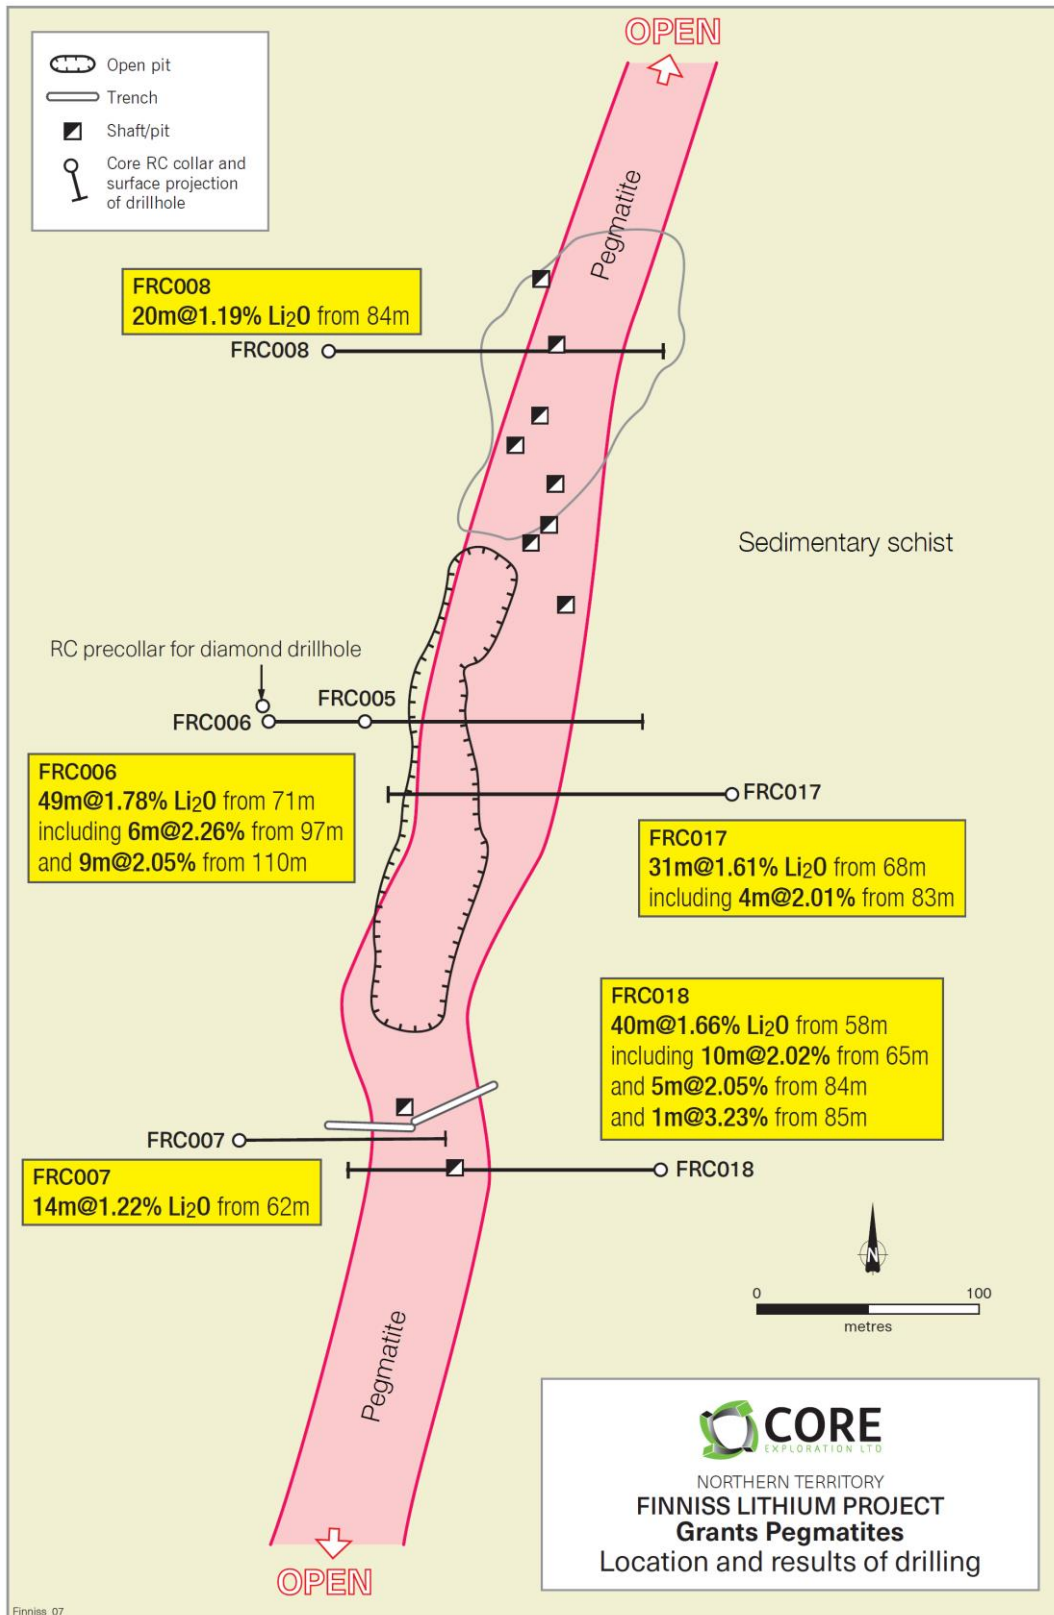 OPEN
Open pit
Trench
Shaft/pit
Core RC collar and
surface projection
of drillhole
Pegmatite
FRC008
20m@1.19% Li2O from 84m
FRC008
Sedimentary schist
RC precollar for diamond drillhole
FRC005
FRC006
FRC006
49m@1.78% Li2O from 71m
including 6m@2.26% from 97m
and 9m@2.05% from 110m
FRC017
FRC017
31m@1.61% Li2O from 68m
including 4m@2.01% from 83m
FRC018
40m@1.66% Li2O from 58m
including 10m@2.02% from 65m
and 5m@2.05% from 84m
and 1m@3.23% from 85m
FRC007
FRC007
14m@1.22% Li2O from 62m
FRC018
N
0 100
metres
Pegmatite
CORE
EXPLORATION LTD
NORTHERN TERRITORY
FINNISS LITHIUM PROJECT
Grants Pegmatites
Location and results of drilling
OPEN
Finniss_07